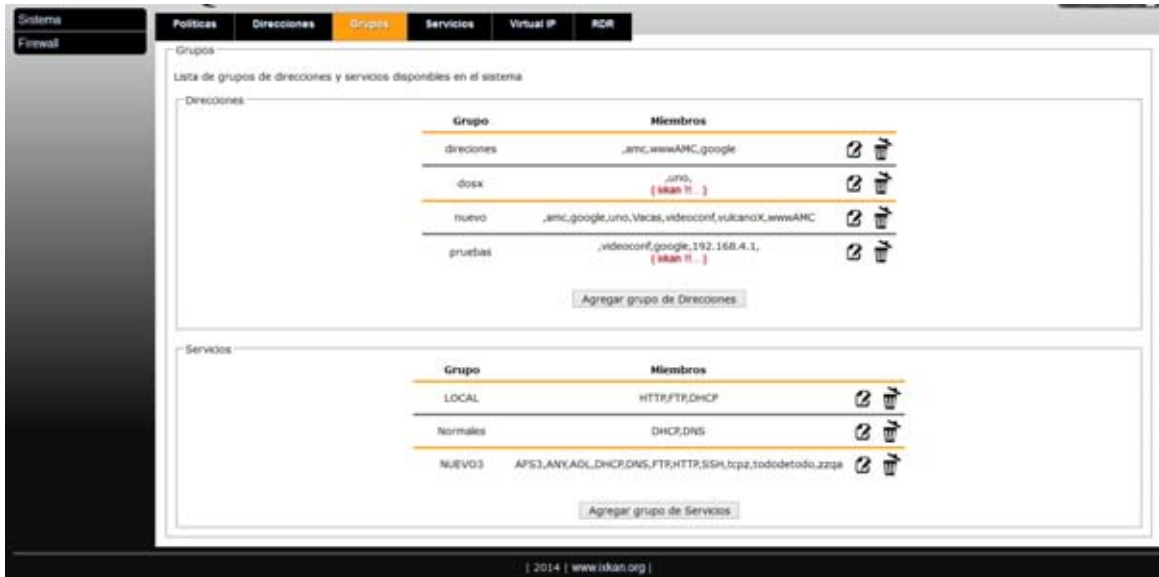 Sistema
Firewall
Politicas Direcciones Grupos Servicios Virtual IP RDR
Grupos
Lista de grupos de direcciones y servicios disponibles en el sistema
Direcciones
Grupo Miembros
direciones ,amc,wwwAMC,google
dosx ,uno,
{ ixkan !! .. }
nuevo ,amc,google,uno,Vacas,videoconf,vulcanoX,wwwAMC
pruebas ,videoconf,google,192.168.4.1,
{ ixkan !! .. }
Agregar grupo de Direcciones
Servicios
Grupo Miembros
LOCAL HTTP,FTP,DHCP
Normales DHCP,DNS
NUEVO3 AFS3,ANY,AOL,DHCP,DNS,FTP,HTTP,SSH,tcpz,tododetodo,zzqa
Agregar grupo de Servicios
| 2014 | www.ixkan.org |